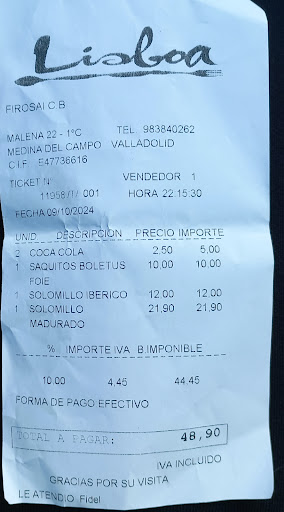 Lisboa
FIROSAI C.B
MALENA 22 - 1ºC TEL. 983840262
MEDINA DEL CAMPO VALLADOLID
C.I.F. E47736616
TICKET Nº VENDEDOR 1
11958 /1/ 001 HORA 22:15:30
FECHA 09/10/2024
UNID DESCRIPCION PRECIO IMPORTE
2 COCA COLA 2,50 5,00
1 SAQUITOS BOLETUS 10,00 10,00
FOIE
1 SOLOMILLO IBERICO 12,00 12,00
1 SOLOMILLO 21,90 21,90
MADURADO
% IMPORTE IVA B.IMPONIBLE
10,00 4,45 44,45
FORMA DE PAGO EFECTIVO
TOTAL A PAGAR: 48,90
IVA INCLUIDO
GRACIAS POR SU VISITA
LE ATENDIO Fidel